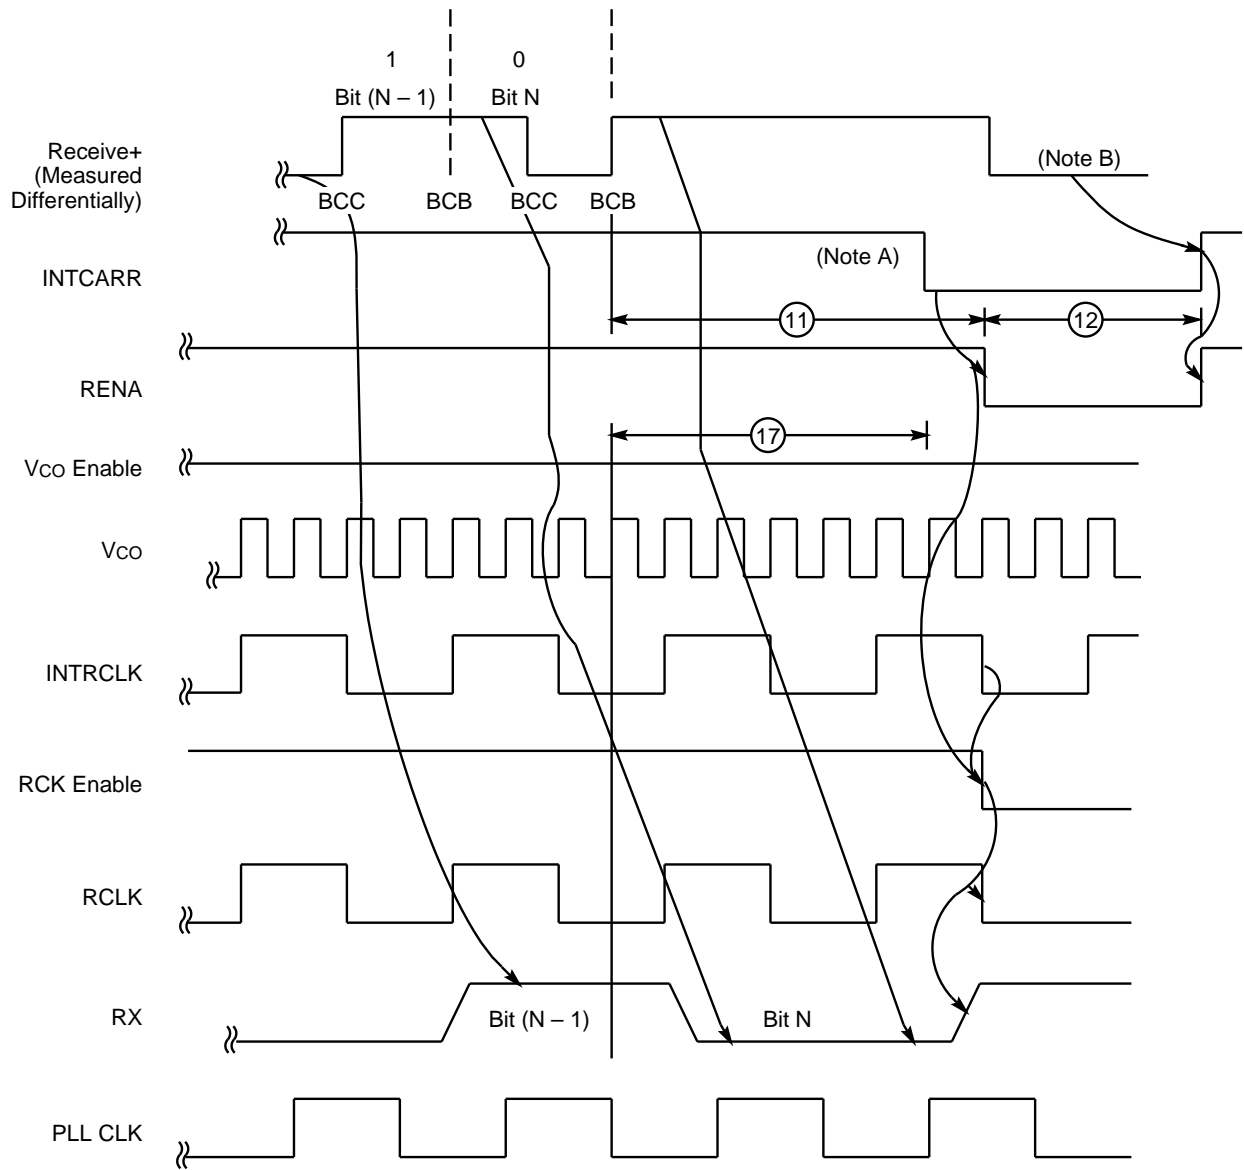 1 0
Bit (N – 1) Bit N
Receive+
(Measured
Differentially)
(Note B)
BCC BCB BCC BCB
(Note A)
INTCARR
11 12
RENA
17
VCO Enable
VCO
INTRCLK
RCK Enable
RCLK
RX
Bit (N – 1) Bit N
PLL CLK